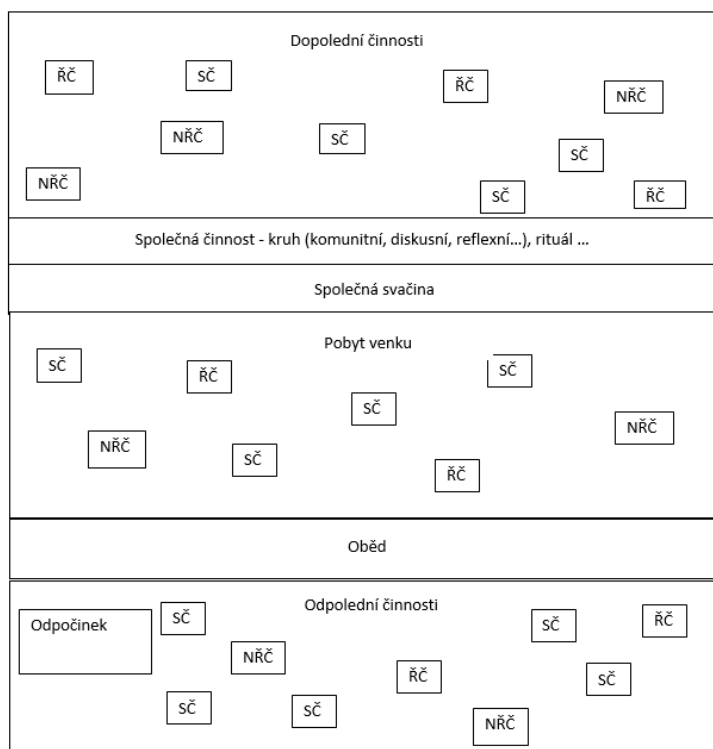 Dopolední činnosti
ŘČ
SČ
ŘČ
NŘČ
NŘČ
SČ
SČ
NŘČ
SČ
ŘČ
Společná činnost - kruh (komunitní, diskusní, reflexní…), rituál …
Společná svačina
Pobyt venku
SČ
ŘČ
SČ
SČ
NŘČ
NŘČ
SČ
ŘČ
Oběd
Odpolední činnosti
Odpočinek
SČ
SČ
ŘČ
NŘČ
ŘČ
SČ
SČ
SČ
NŘČ